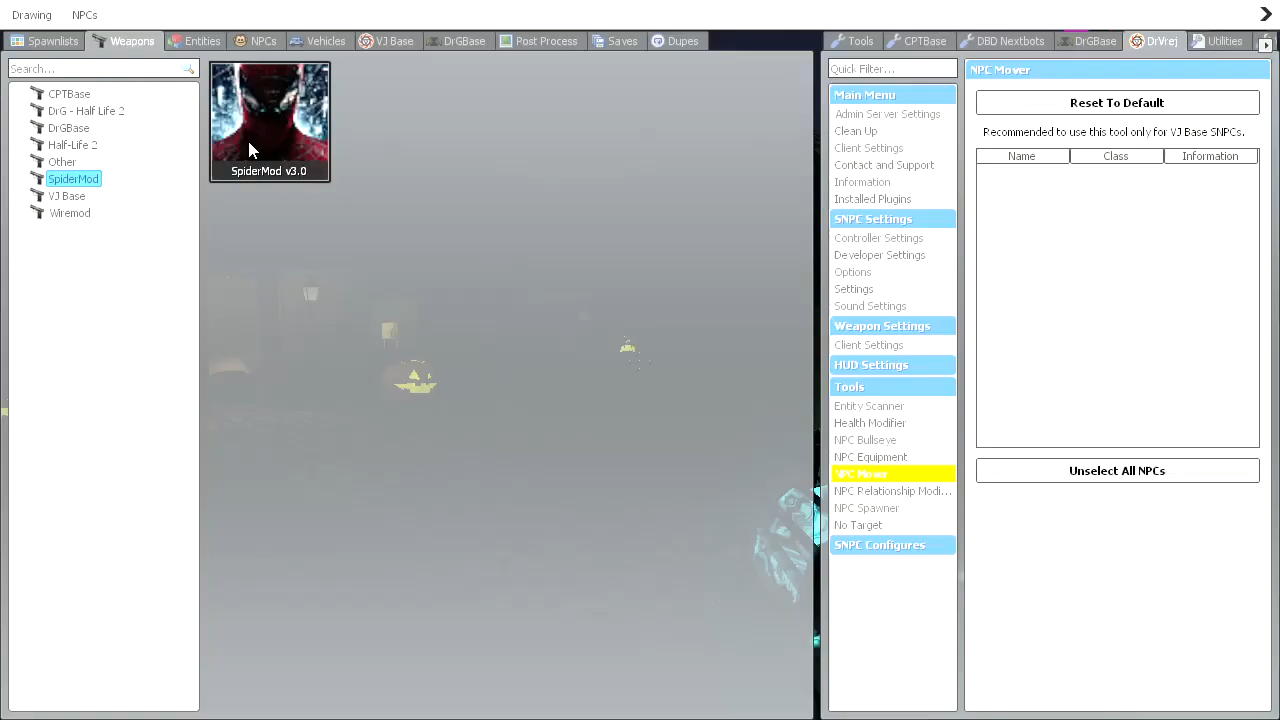 Drawing NPCs
Spawnlists Weapons Entities NPCs Vehicles VJ Base DrGBase Post Process Saves Dupes
Tools CPTBase DBD Nextbots DrGBase DrVrej Utilities
Search...
CPTBase
DrG - Half Life 2
DrGBase
Half-Life 2
Other
SpiderMod
VJ Base
Wiremod
SpiderMod v3.0
Quick Filter...
Main Menu
Admin Server Settings
Clean Up
Client Settings
Contact and Support
Information
Installed Plugins
SNPC Settings
Controller Settings
Developer Settings
Options
Settings
Sound Settings
Weapon Settings
Client Settings
HUD Settings
Tools
Entity Scanner
Health Modifier
NPC Bullseye
NPC Equipment
NPC Mover
NPC Relationship Modi...
NPC Spawner
No Target
SNPC Configures
NPC Mover
Reset To Default
Recommended to use this tool only for VJ Base SNPCs.
Name Class Information
Unselect All NPCs